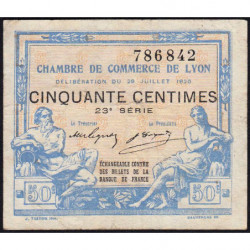 786842
CHAMBRE DE COMMERCE DE LYON
DÉLIBÉRATION DU 29 JUILLET 1920
CINQUANTE CENTIMES
23e SÉRIE
Le Président
Le Trésorier
ÉCHANGEABLE CONTRE
DES BILLETS DE LA
BANQUE DE FRANCE
50c
50c